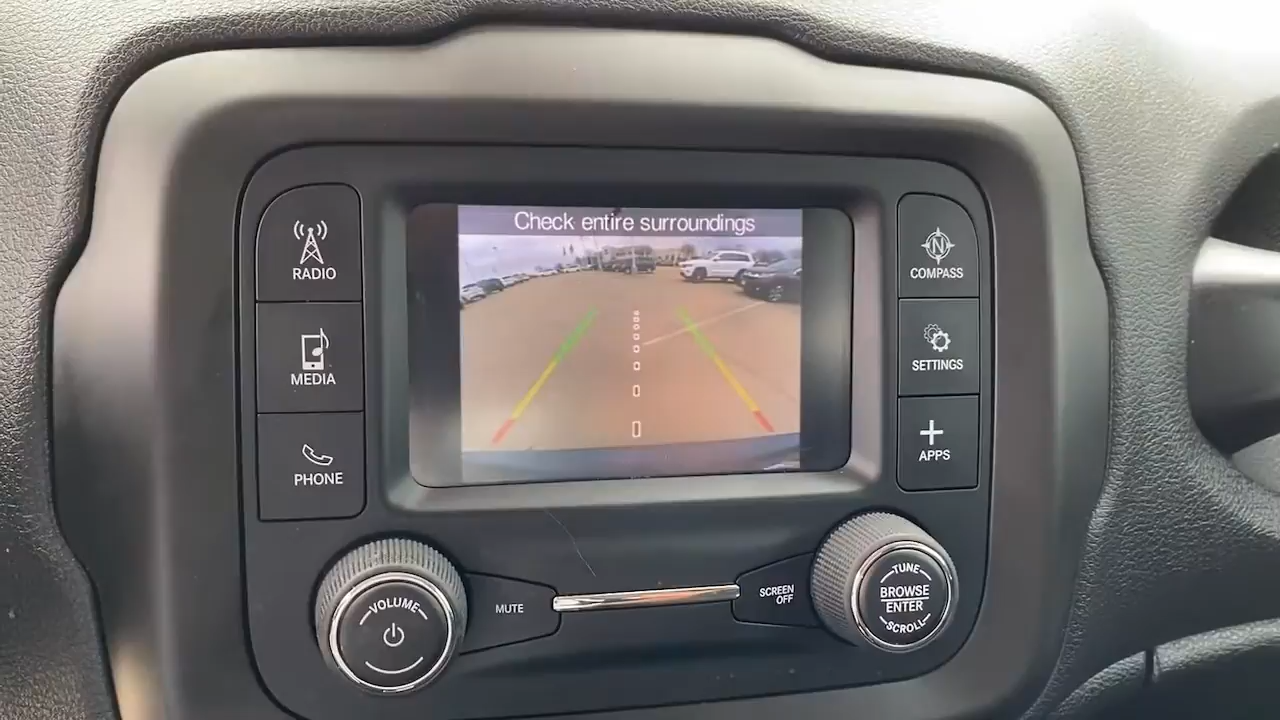 Check entire surroundings
RADIO
MEDIA
PHONE
N
COMPASS
SETTINGS
APPS
VOLUME
MUTE
SCREEN
OFF
TUNE
BROWSE
ENTER
SCROLL